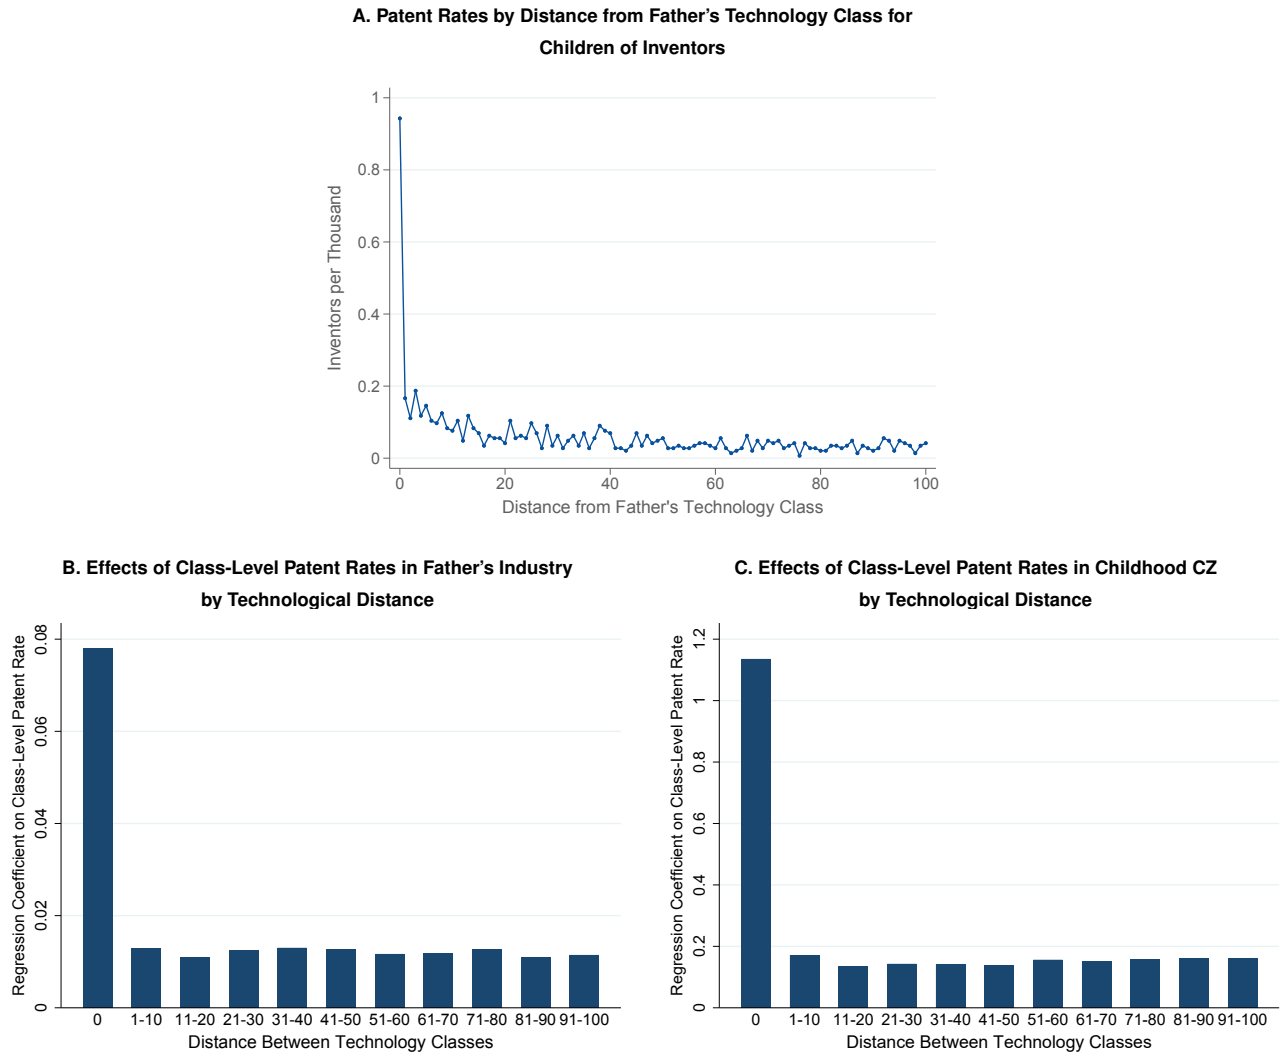 A. Patent Rates by Distance from Father's Technology Class for
Children of Inventors
Inventors per Thousand
1
0.8
0.6
0.4
0.2
0
0 20 40 60 80 100
Distance from Father's Technology Class
B. Effects of Class-Level Patent Rates in Father's Industry
by Technological Distance
Regression Coefficient on Class-Level Patent Rate
0.08
0.06
0.04
0.02
0
0 1-10 11-20 21-30 31-40 41-50 51-60 61-70 71-80 81-90 91-100
Distance Between Technology Classes
C. Effects of Class-Level Patent Rates in Childhood CZ
by Technological Distance
Regression Coefficient on Class-Level Patent Rate
1.2
1
0.8
0.6
0.4
0.2
0
0 1-10 11-20 21-30 31-40 41-50 51-60 61-70 71-80 81-90 91-100
Distance Between Technology Classes